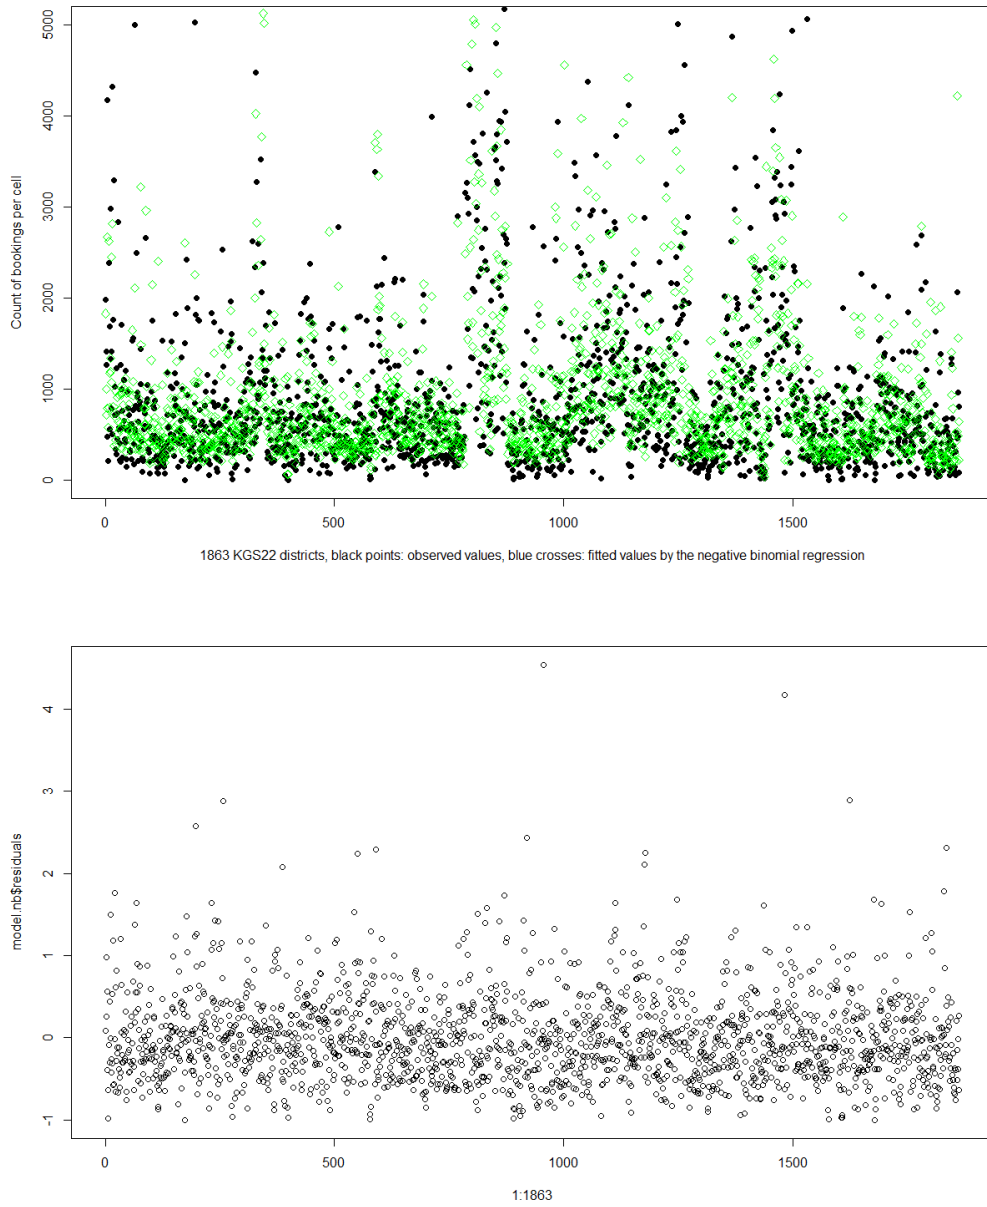 Count of bookings per cell
5000
4000
3000
2000
1000
0
0 500 1000 1500
1863 KGS22 districts, black points: observed values, blue crosses: fitted values by the negative binomial regression
model.nb$residuals
4
3
2
1
0
-1
0 500 1000 1500
1:1863